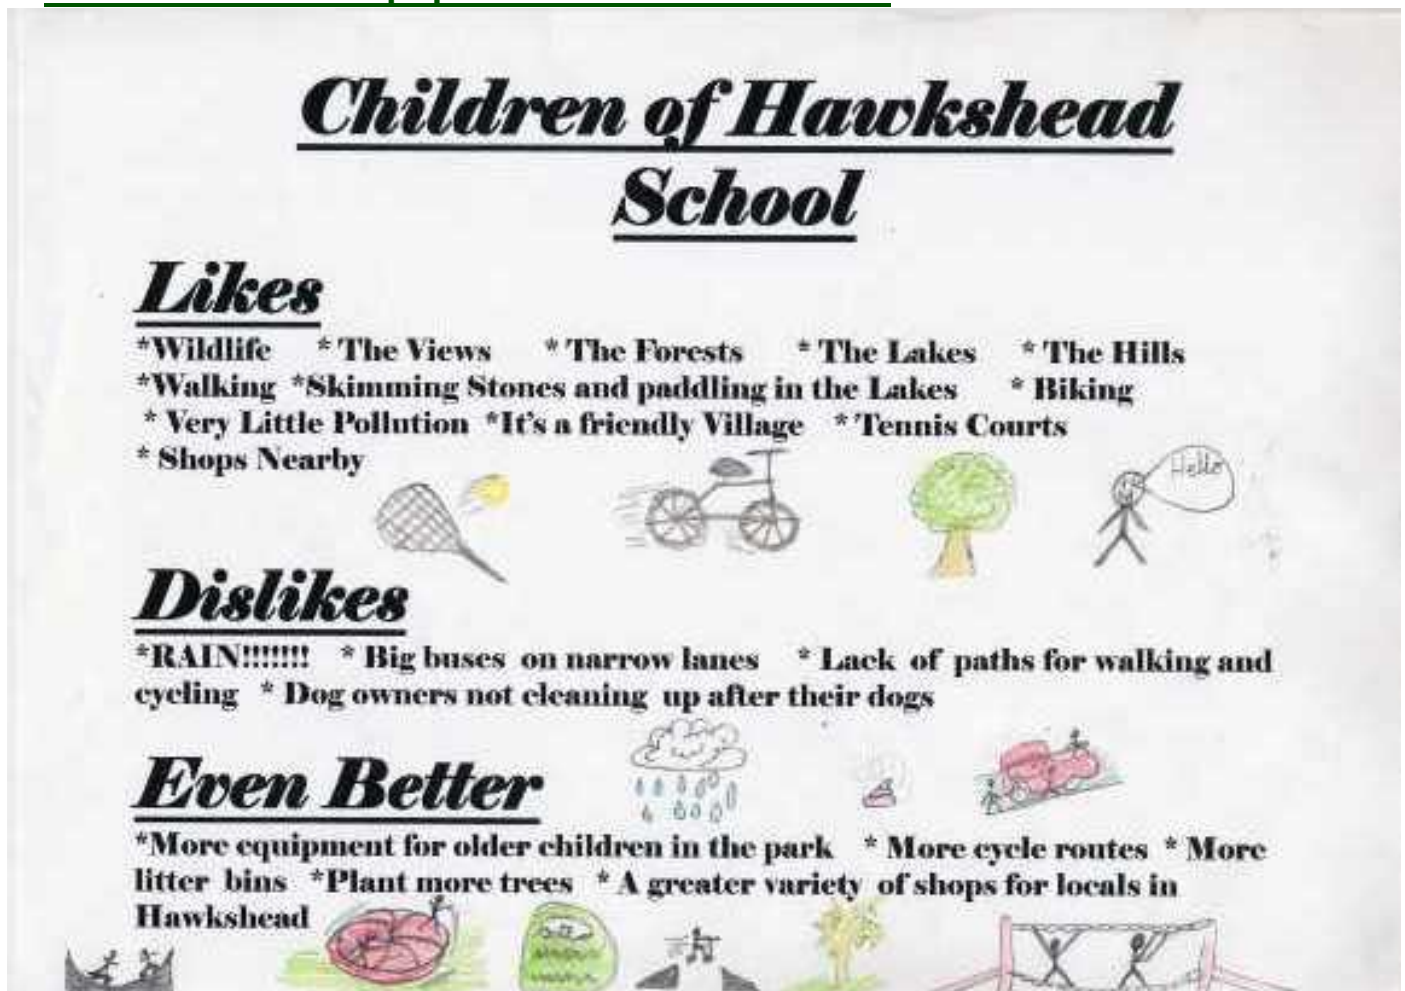 Children of Hawkshead
School
Likes
*Wildlife * The Views * The Forests * The Lakes * The Hills
*Walking *Skimming Stones and paddling in the Lakes * Biking
* Very Little Pollution *It's a friendly Village * Tennis Courts
* Shops Nearby
Hello
Dislikes
*RAIN!!!!!!! * Big buses on narrow lanes * Lack of paths for walking and
cycling * Dog owners not cleaning up after their dogs
Even Better
*More equipment for older children in the park * More cycle routes * More
litter bins *Plant more trees * A greater variety of shops for locals in
Hawkshead